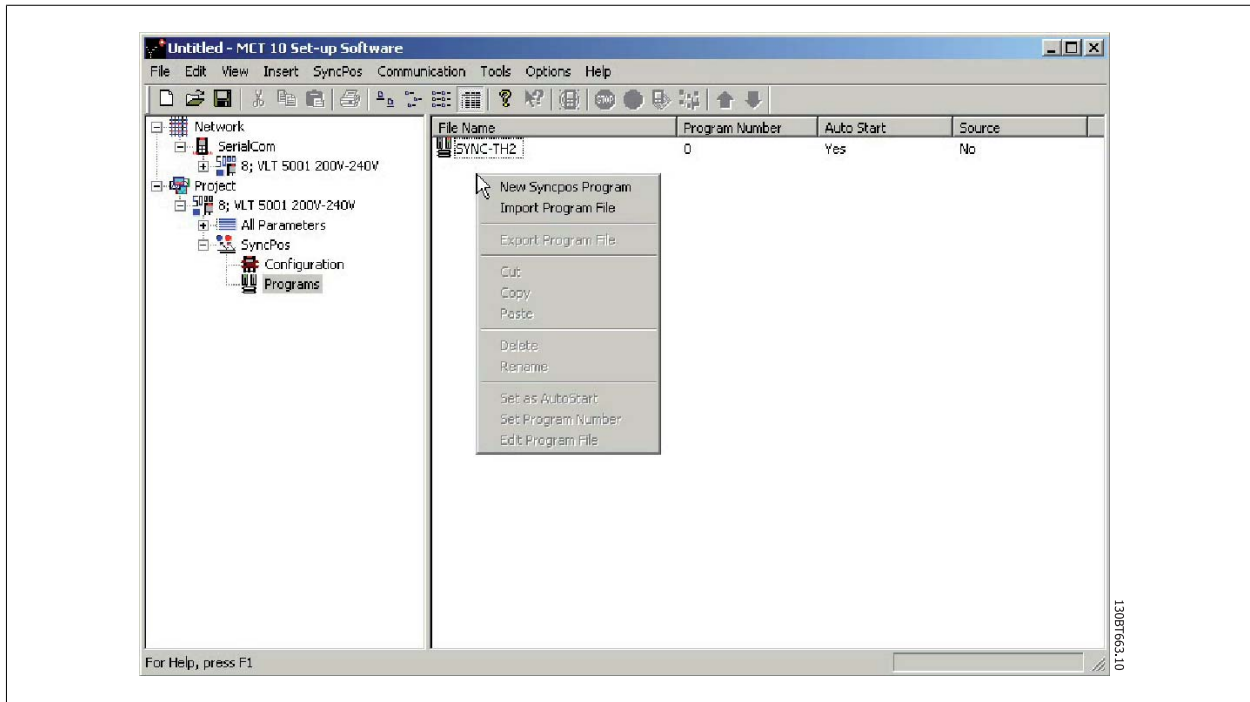 Untitled - MCT 10 Set-up Software
File Edit View Insert SyncPos Communication Tools Options Help
STOP
Network
SerialCom
8; VLT 5001 200V-240V
Project
8; VLT 5001 200V-240V
All Parameters
SyncPos
Configuration
Programs
File Name Program Number Auto Start Source
SYNC-TH2 0 Yes No
New Syncpos Program
Import Program File
Export Program File
Cut
Copy
Paste
Delete
Rename
Set as AutoStart
Set Program Number
Edit Program File
For Help, press F1
130BT663.10